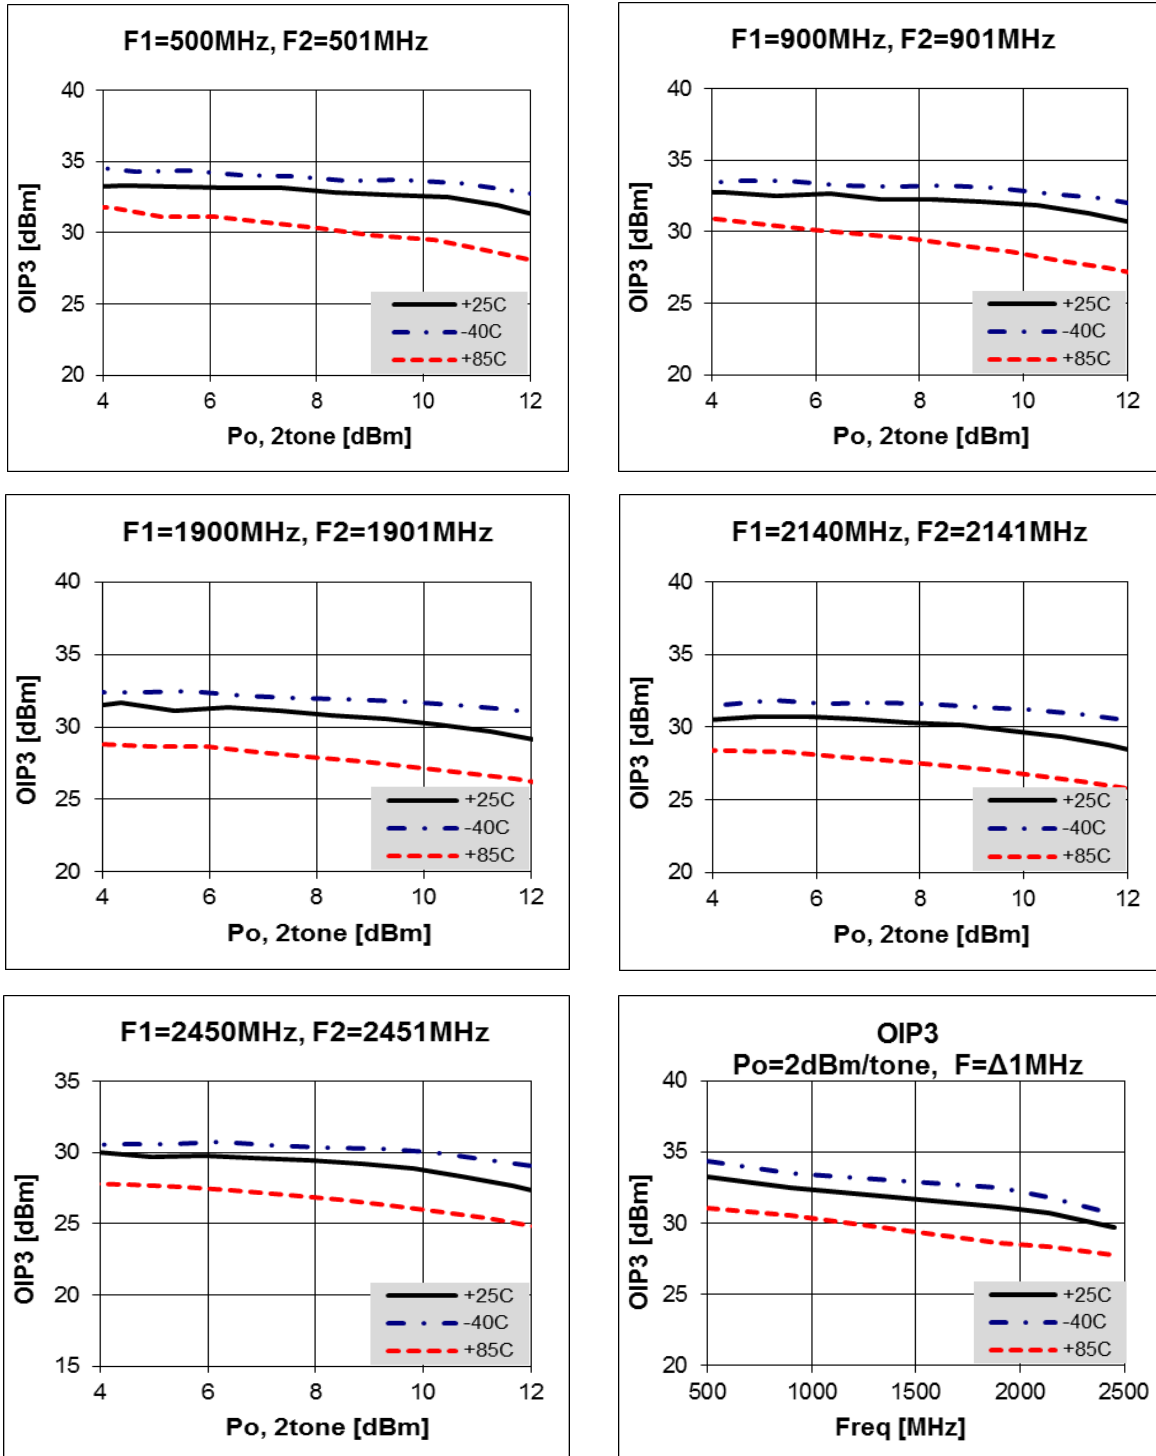 F1=500MHz, F2=501MHz
40
35
30
25
20
OIP3 [dBm]
+25C
-40C
+85C
4 6 8 10 12
Po, 2tone [dBm]
F1=900MHz, F2=901MHz
40
35
30
25
20
OIP3 [dBm]
+25C
-40C
+85C
4 6 8 10 12
Po, 2tone [dBm]
F1=1900MHz, F2=1901MHz
40
35
30
25
20
OIP3 [dBm]
+25C
-40C
+85C
4 6 8 10 12
Po, 2tone [dBm]
F1=2140MHz, F2=2141MHz
40
35
30
25
20
OIP3 [dBm]
+25C
-40C
+85C
4 6 8 10 12
Po, 2tone [dBm]
F1=2450MHz, F2=2451MHz
35
30
25
20
15
OIP3 [dBm]
+25C
-40C
+85C
4 6 8 10 12
Po, 2tone [dBm]
OIP3
Po=2dBm/tone, F=Δ1MHz
40
35
30
25
20
OIP3 [dBm]
+25C
-40C
+85C
500 1000 1500 2000 2500
Freq [MHz]